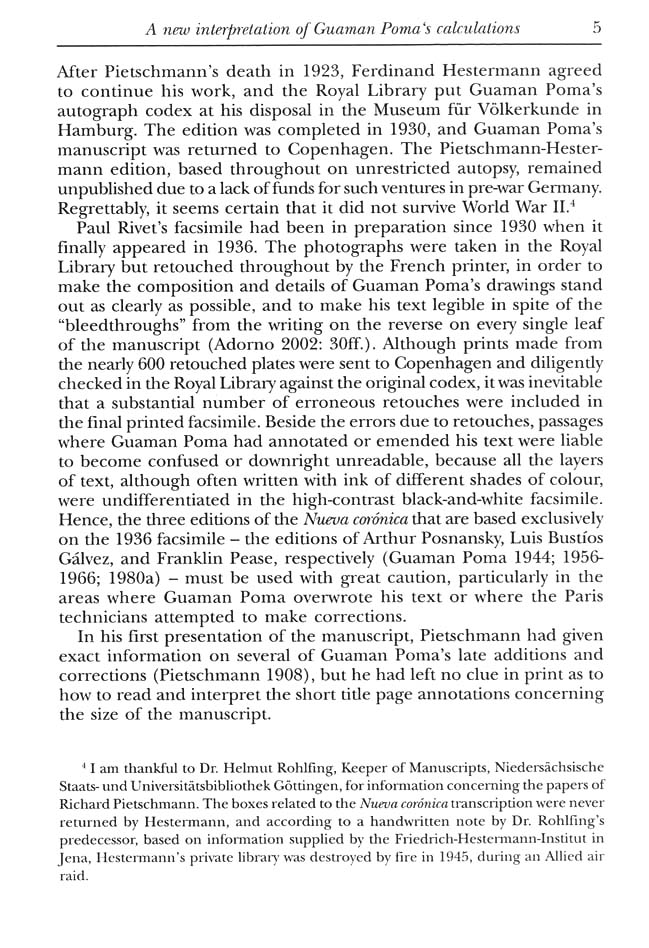 A new interpretation of Guaman Poma‘s calculations 5
After Pietschmann’s death in 1923, Ferdinand Hestermann agreed
to continue his work, and the Royal Library put Guaman Poma’s
autograph codex at his disposal in the Museum für Völkerkunde in
Hamburg. The edition was completed in 1930, and Guaman Poma’s
manuscript was returned to Copenhagen. The Pietschmann-Hester-
mann edition, based throughout on unrestricted autopsy, remained
unpublished due to a lack of funds for such ventures in pre-war Germany.
Regrettably, it seems certain that it did not survive World War II.⁴
Paul Rivet’s facsimile had been in preparation since 1930 when it
finally appeared in 1936. The photographs were taken in the Royal
Library but retouched throughout by the French printer, in order to
make the composition and details of Guaman Poma’s drawings stand
out as clearly as possible, and to make his text legible in spite of the
“bleedthroughs” from the writing on the reverse on every single leaf
of the manuscript (Adorno 2002: 30ff.). Although prints made from
the nearly 600 retouched plates were sent to Copenhagen and diligently
checked in the Royal Library against the original codex, it was inevitable
that a substantial number of erroneous retouches were included in
the final printed facsimile. Beside the errors due to retouches, passages
where Guaman Poma had annotated or emended his text were liable
to become confused or downright unreadable, because all the layers
of text, although often written with ink of different shades of colour,
were undifferentiated in the high-contrast black-and-white facsimile.
Hence, the three editions of the Nueva corónica that are based exclusively
on the 1936 facsimile – the editions of Arthur Posnansky, Luis Bustíos
Gálvez, and Franklin Pease, respectively (Guaman Poma 1944; 1956-
1966; 1980a) – must be used with great caution, particularly in the
areas where Guaman Poma overwrote his text or where the Paris
technicians attempted to make corrections.
In his first presentation of the manuscript, Pietschmann had given
exact information on several of Guaman Poma’s late additions and
corrections (Pietschmann 1908), but he had left no clue in print as to
how to read and interpret the short title page annotations concerning
the size of the manuscript.
⁴ I am thankful to Dr. Helmut Rohlfing, Keeper of Manuscripts, Niedersächsische
Staats- und Universitätsbibliothek Göttingen, for information concerning the papers of
Richard Pietschmann. The boxes related to the Nueva corónica transcription were never
returned by Hestermann, and according to a handwritten note by Dr. Rohlfing’s
predecessor, based on information supplied by the Friedrich-Hestermann-Institut in
Jena, Hestermann’s private library was destroyed by fire in 1945, during an Allied air
raid.